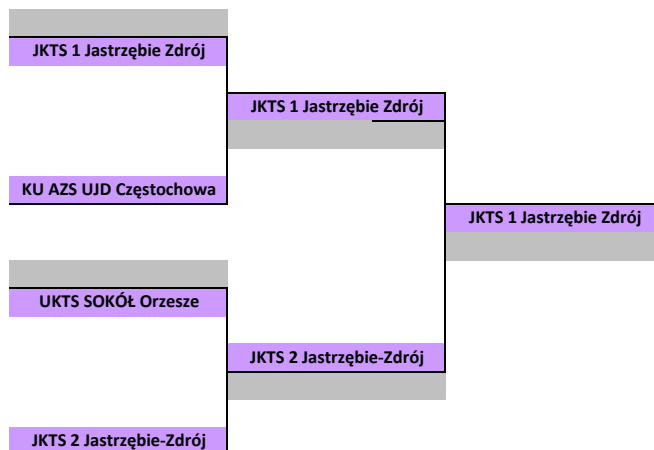 JKTS 1 Jastrzębie Zdrój
JKTS 1 Jastrzębie Zdrój
KU AZS UJD Częstochowa
JKTS 1 Jastrzębie Zdrój
UKTS SOKÓŁ Orzesze
JKTS 2 Jastrzębie-Zdrój
JKTS 2 Jastrzębie-Zdrój